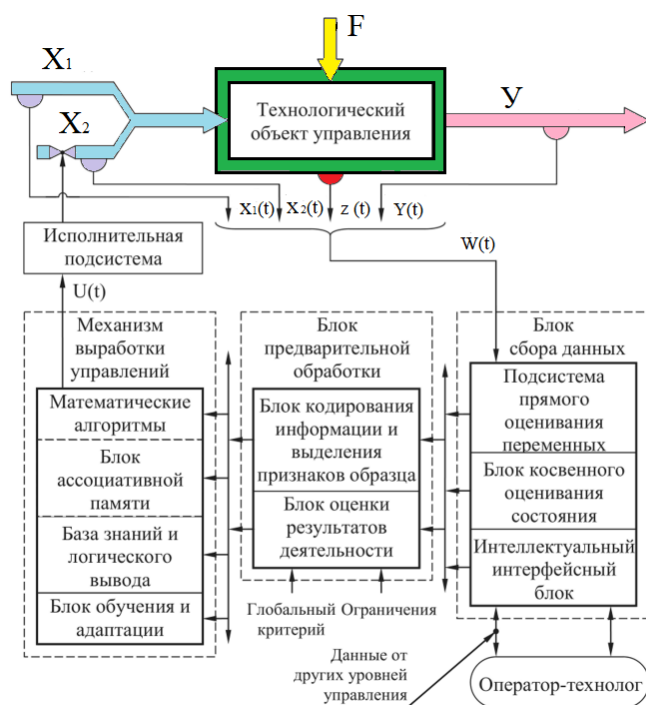 F
X1
У
Технологический
объект управления
X2
X1(t)
X2(t)
z (t)
Y(t)
Исполнительная
подсистема
W(t)
U(t)
Механизм
выработки
управлений
Математические
алгоритмы
Блок
ассоциативной
памяти
База знаний и
логического
вывода
Блок обучения и
адаптации
Блок
предварительной
обработки
Блок кодирования
информации и
выделения
признаков образца
Блок оценки
результатов
деятельности
Глобальный
критерий
Ограничения
Блок
сбора данных
Подсистема
прямого
оценивания
переменных
Блок косвенного
оценивания
состояния
Интеллектуальный
интерфейсный
блок
Данные от
других уровней
управления
Оператор-технолог